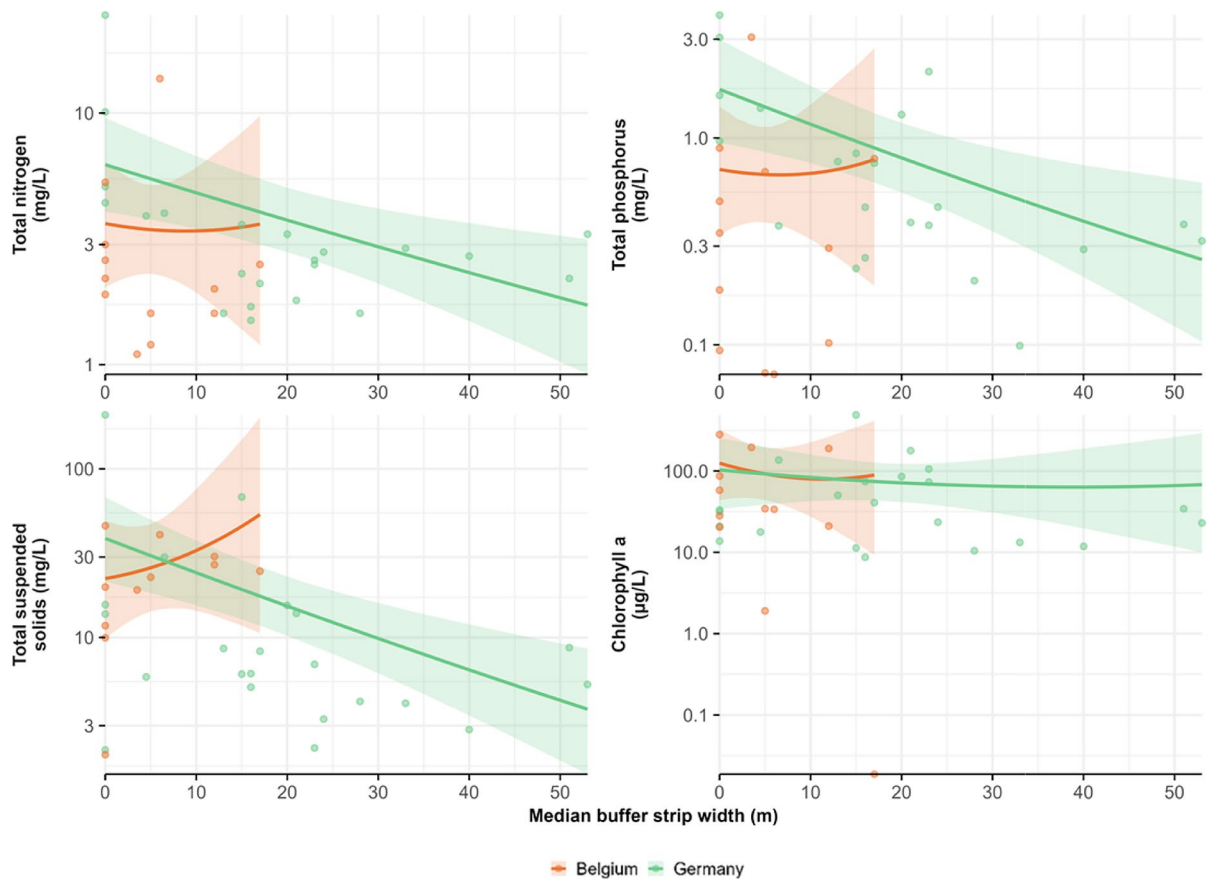 Total nitrogen
(mg/L)
10
3
1
0 10 20 30 40 50
Total phosphorus
(mg/L)
3.0
1.0
0.3
0.1
0 10 20 30 40 50
Total suspended
solids (mg/L)
100
30
10
3
0 10 20 30 40 50
Chlorophyll a
(µg/L)
100.0
10.0
1.0
0.1
0 10 20 30 40 50
Median buffer strip width (m)
Belgium Germany